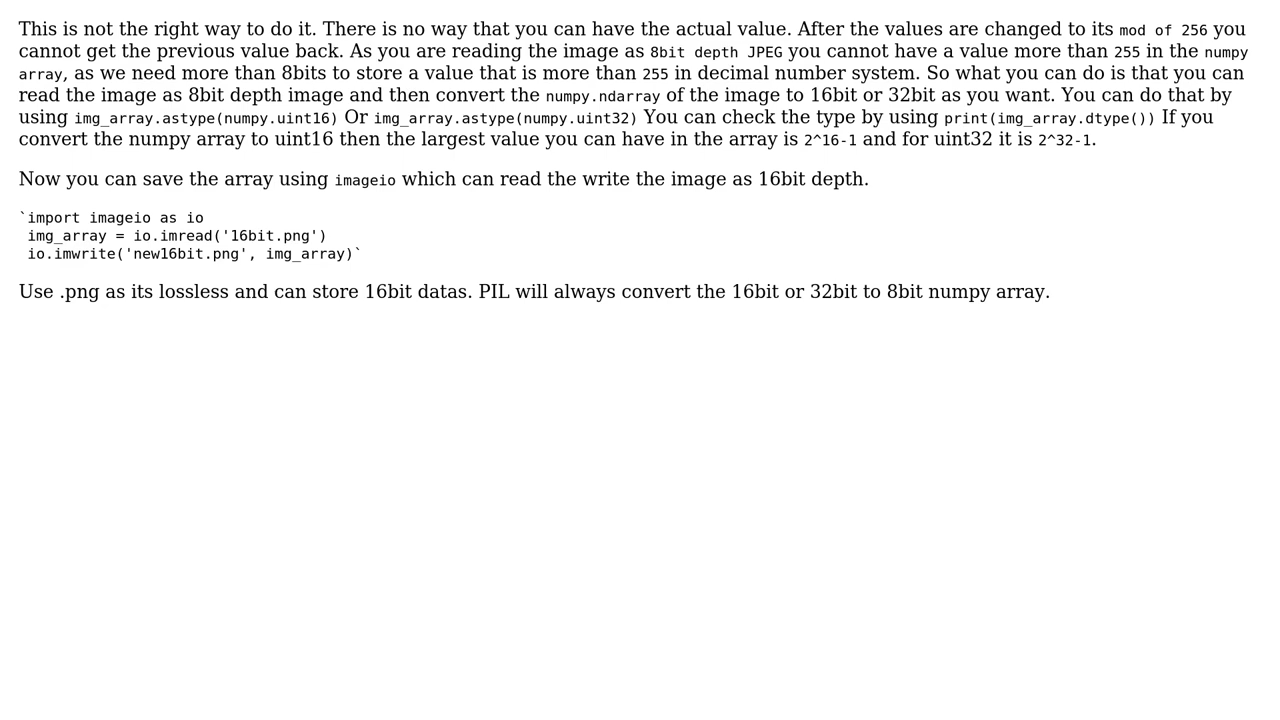 This is not the right way to do it. There is no way that you can have the actual value. After the values are changed to its mod of 256 you
cannot get the previous value back. As you are reading the image as 8bit depth JPEG you cannot have a value more than 255 in the numpy
array, as we need more than 8bits to store a value that is more than 255 in decimal number system. So what you can do is that you can
read the image as 8bit depth image and then convert the numpy.ndarray of the image to 16bit or 32bit as you want. You can do that by
using img_array.astype(numpy.uint16) Or img_array.astype(numpy.uint32) You can check the type by using print(img_array.dtype()) If you
convert the numpy array to uint16 then the largest value you can have in the array is 2^16-1 and for uint32 it is 2^32-1.
Now you can save the array using imageio which can read the write the image as 16bit depth.
`import imageio as io
 img_array = io.imread('16bit.png')
 io.imwrite('new16bit.png', img_array)`
Use .png as its lossless and can store 16bit datas. PIL will always convert the 16bit or 32bit to 8bit numpy array.